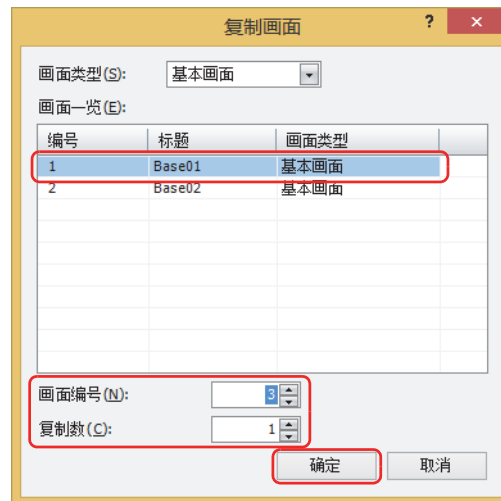 复制画面 ? ×
画面类型(S): 基本画面
画面一览(E):
编号 标题 画面类型
1 Base01 基本画面
2 Base02 基本画面
画面编号(N): 3
复制数(C): 1
确定 取消